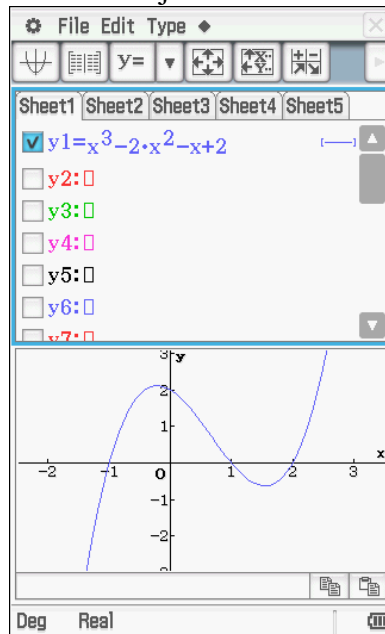 File Edit Type ◆
Y=
Sheet1 Sheet2 Sheet3 Sheet4 Sheet5
y1=x³−2·x²−x+2
y2:▯
y3:▯
y4:▯
y5:▯
y6:▯
y7:▯
3 y
2
1
−2 −1 0 1 2 3 x
−1
−2
Deg Real